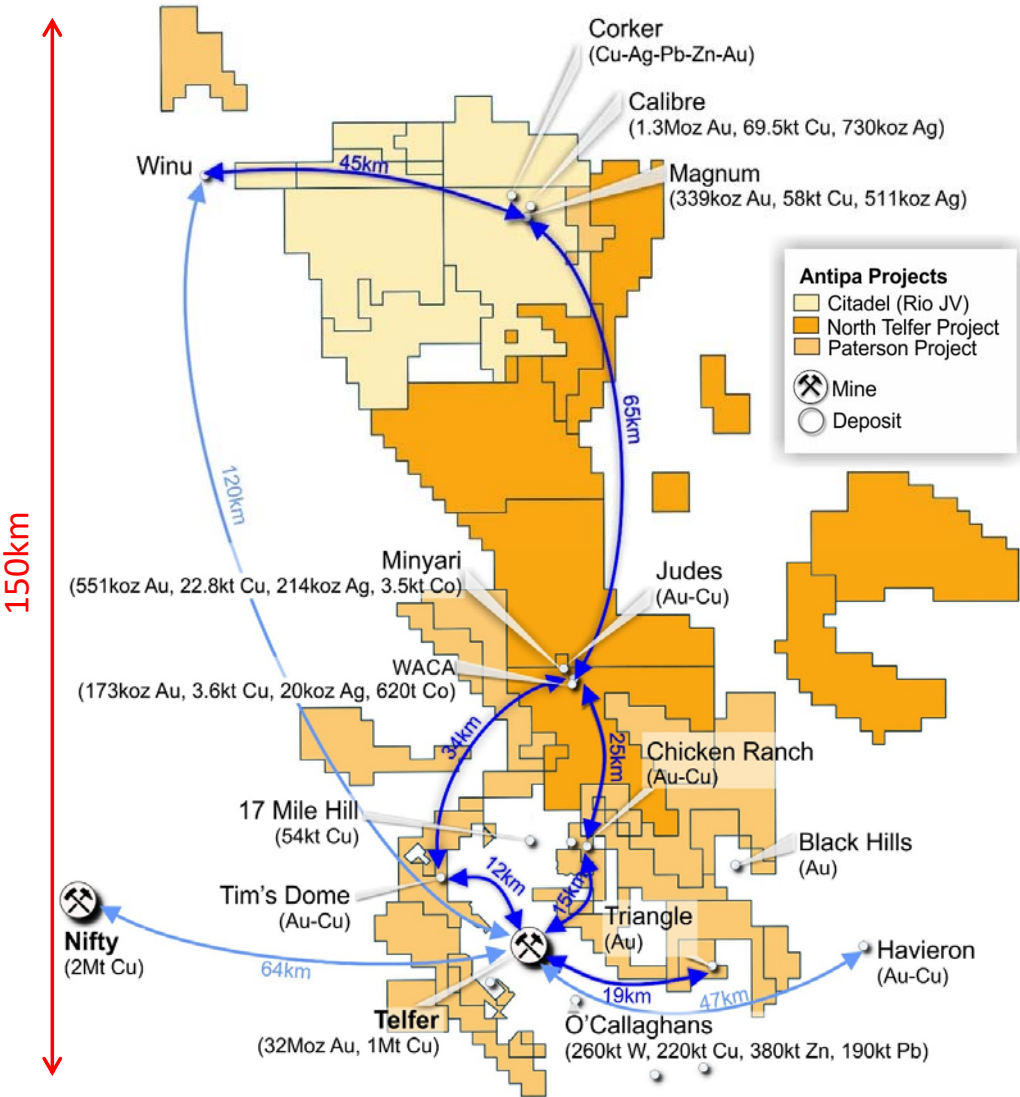 Corker
(Cu-Ag-Pb-Zn-Au)
Calibre
(1.3Moz Au, 69.5kt Cu, 730koz Ag)
Winu
45km
Magnum
(339koz Au, 58kt Cu, 511koz Ag)
Antipa Projects
Citadel (Rio JV)
North Telfer Project
Paterson Project
Mine
Deposit
65km
120km
150km
Minyari
(551koz Au, 22.8kt Cu, 214koz Ag, 3.5kt Co)
Judes
(Au-Cu)
WACA
(173koz Au, 3.6kt Cu, 20koz Ag, 620t Co)
34km
25km
Chicken Ranch
(Au-Cu)
17 Mile Hill
(54kt Cu)
Black Hills
(Au)
12km
15km
Tim's Dome
(Au-Cu)
Triangle
(Au)
Nifty
(2Mt Cu)
64km
19km
47km
Havieron
(Au-Cu)
Telfer
(32Moz Au, 1Mt Cu)
O'Callaghans
(260kt W, 220kt Cu, 380kt Zn, 190kt Pb)